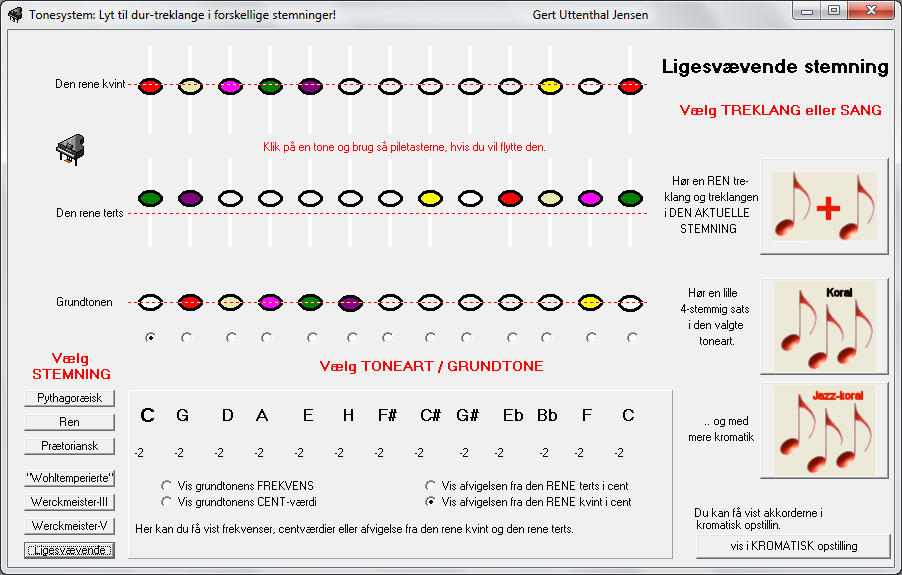 Tonesystem: Lyt til dur-treklange i forskellige stemninger! Gert Uttenthal Jensen
Ligesvævende stemning
Vælg TREKLANG eller SANG
Den rene kvint
Klik på en tone og brug så piletasterne, hvis du vil flytte den.
Den rene terts
Hør en REN tre-
klang og treklangen
i DEN AKTUELLE
STEMNING
Grundtonen
Hør en lille
4-stemmig sats
i den valgte
toneart.
Koral
Vælg
STEMNING
Vælg TONEART / GRUNDTONE
Pythagoræisk
Ren
Prætoriansk
"Wohltemperierte"
Werckmeister-III
Werckmeister-V
Ligesvævende
C G D A E H F# C# G# Eb Bb F C
-2 -2 -2 -2 -2 -2 -2 -2 -2 -2 -2 -2 -2
Vis grundtonens FREKVENS
Vis grundtonens CENT-værdi
Vis afvigelsen fra den RENE terts i cent
Vis afvigelsen fra den RENE kvint i cent
Her kan du få vist frekvenser, centværdier eller afvigelse fra den rene kvint og den rene terts.
.. og med
mere kromatik
Jazz-koral
Du kan få vist akkorderne i
kromatisk opstillin.
vis i KROMATISK opstilling